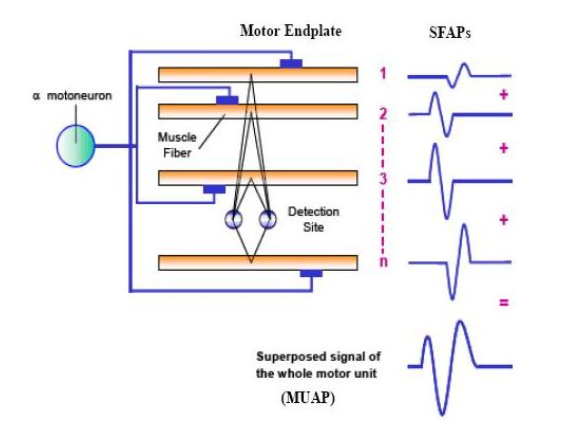 Motor Endplate
SFAPs
1
α motoneuron
+
2
Muscle
Fiber
+
3
Detection
Site
+
n
=
Superposed signal of
the whole motor unit
(MUAP)